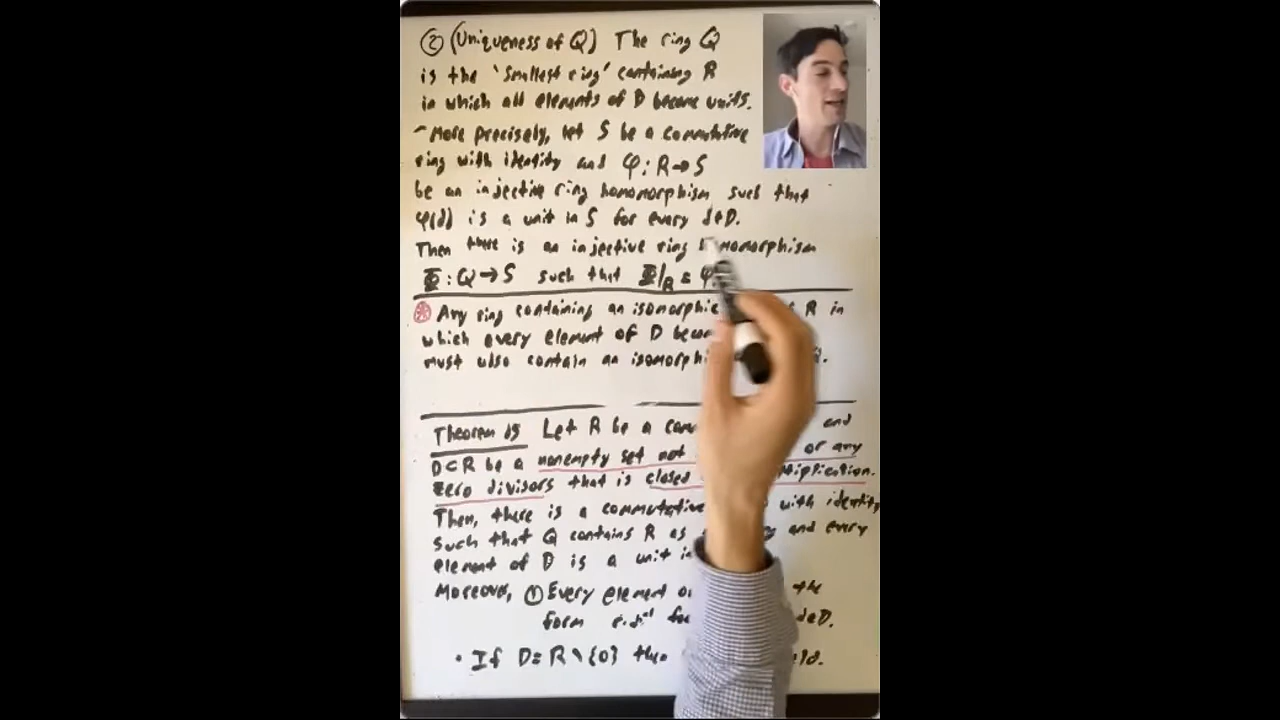 ② (Uniqueness of Q) The ring Q
is the 'smallest ring' containing R
in which all elements of D become units.
- More precisely, let S be a commutative
ring with identity and φ: R→S
be an injective ring homomorphism such that
φ(d) is a unit in S for every d∈D.
Then there is an injective ring homomorphism
Φ: Q→S such that Φ|R = φ
⊛ Any ring containing an isomorphic R in
which every element of D
must also contain an
Theorem 15 Let R be a and
D⊂R be a nonempty set not or any
zero divisors that is closed
Then, there is a commutative with identity,
such that Q contains R as and every
element of D is a unit in
Moreover, ① Every element the
form r.d⁻¹ d∈D.
• If D = R \ {0} then